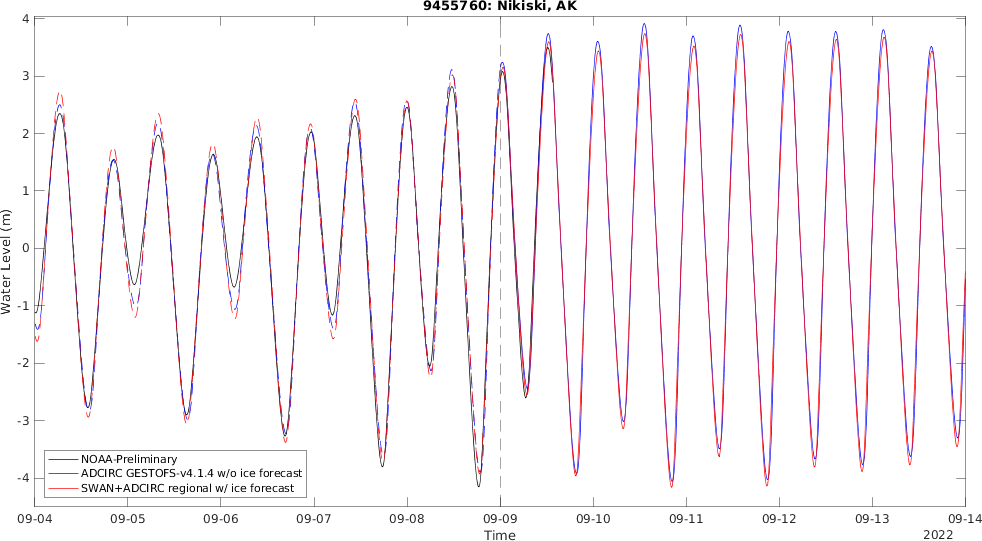 9455760: Nikiski, AK
4
3
2
1
0
-1
-2
-3
-4
Water Level (m)
NOAA-Preliminary
ADCIRC GESTOFS-v4.1.4 w/o ice forecast
SWAN+ADCIRC regional w/ ice forecast
09-04 09-05 09-06 09-07 09-08 09-09 09-10 09-11 09-12 09-13 09-14
Time
2022